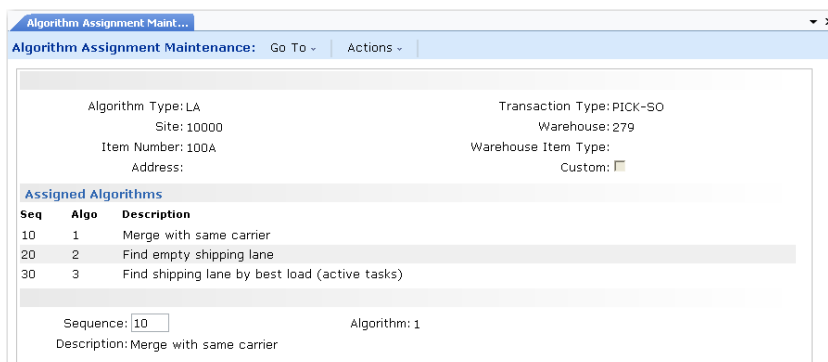 Algorithm Assignment Maint...
Algorithm Assignment Maintenance: Go To Actions
Algorithm Type: LA Transaction Type: PICK-SO
Site: 10000 Warehouse: 279
Item Number: 100A Warehouse Item Type:
Address: Custom:
Assigned Algorithms
Seq Algo Description
10 1 Merge with same carrier
20 2 Find empty shipping lane
30 3 Find shipping lane by best load (active tasks)
Sequence: 10 Algorithm: 1
Description: Merge with same carrier